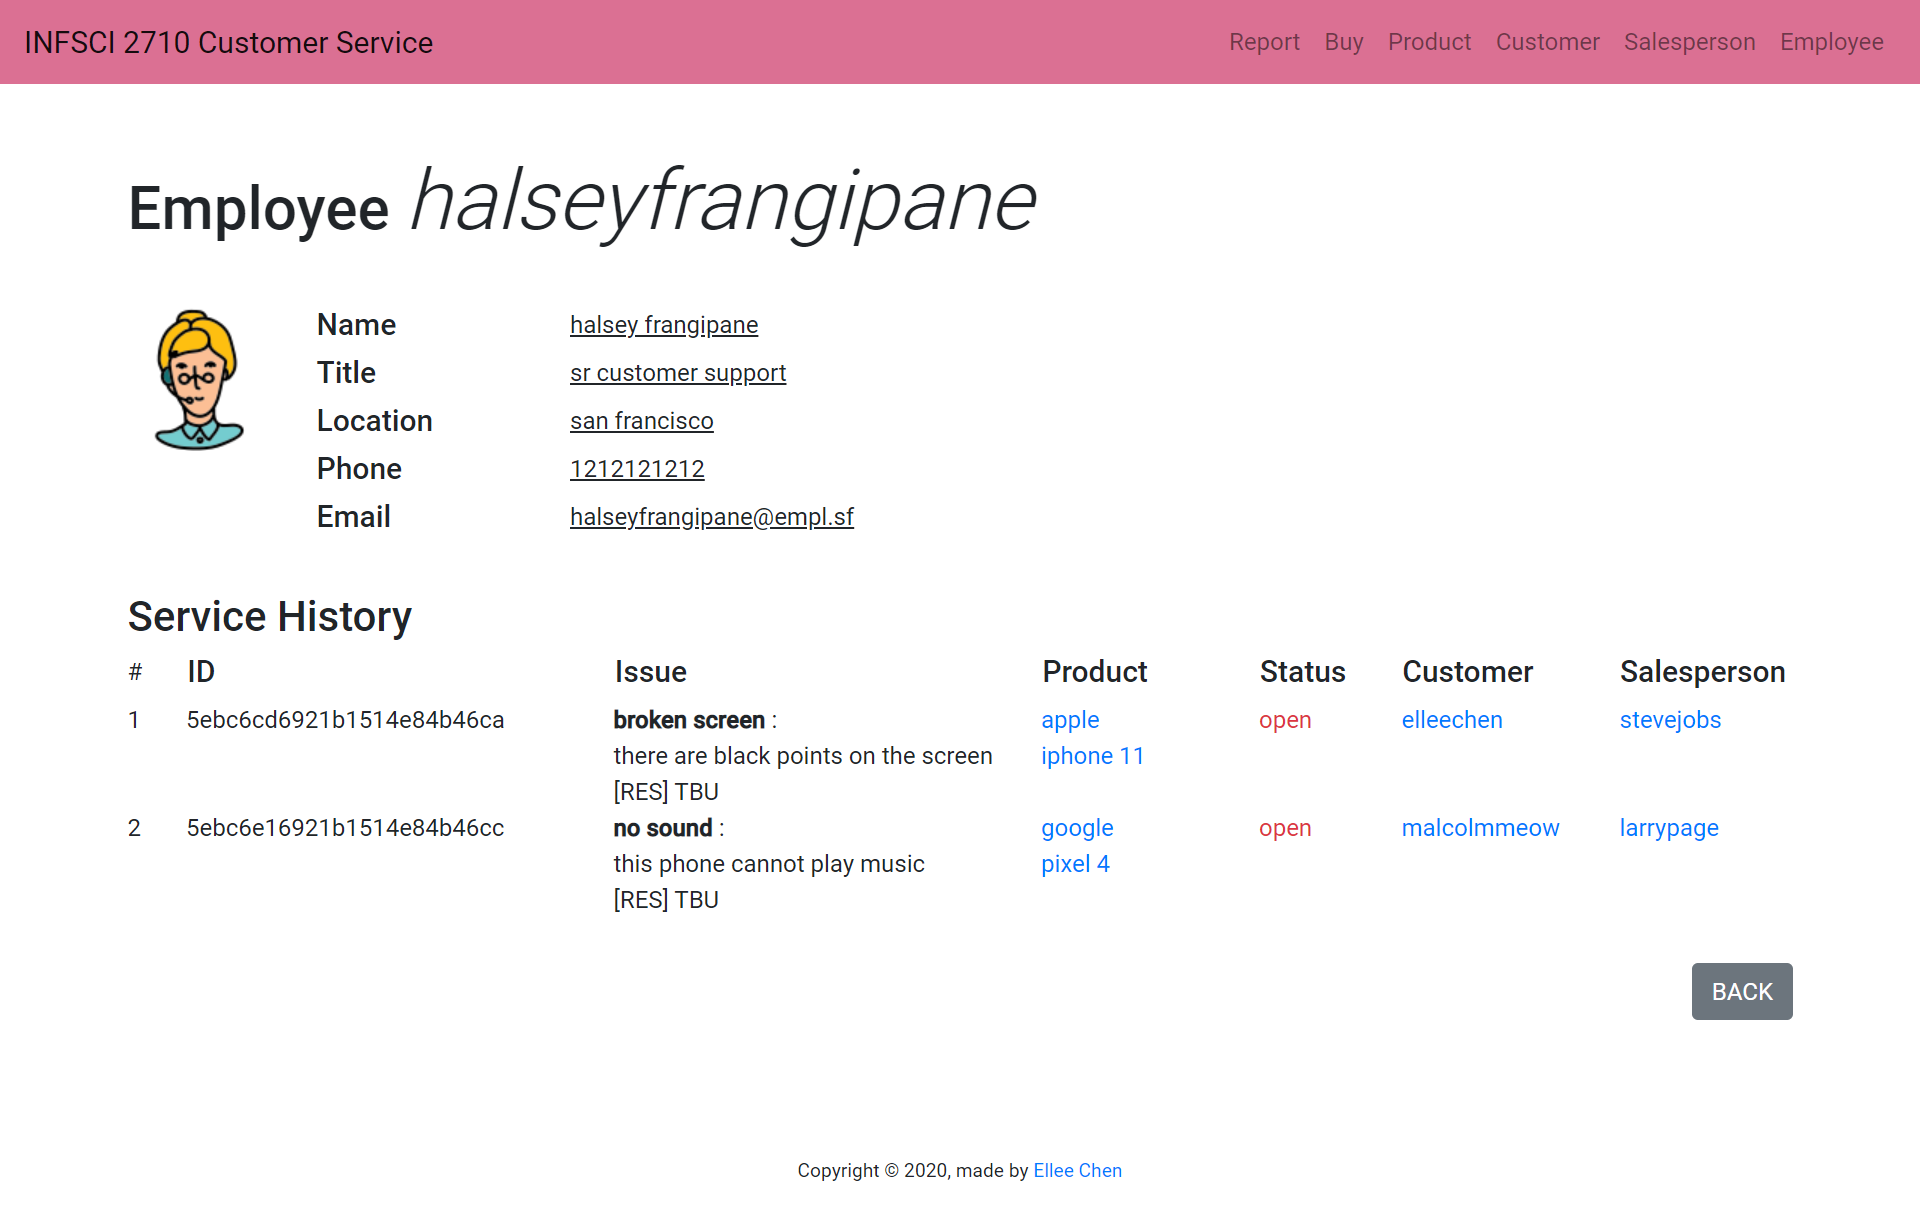 INFSCI 2710 Customer Service Report Buy Product Customer Salesperson Employee
Employee halseyfrangipane
Name halsey frangipane
Title sr customer support
Location san francisco
Phone 1212121212
Email halseyfrangipane@empl.sf
Service History
# ID Issue Product Status Customer Salesperson
1 5ebc6cd6921b1514e84b46ca broken screen : apple open elleechen stevejobs
there are black points on the screen iphone 11
[RES] TBU
2 5ebc6e16921b1514e84b46cc no sound : google open malcolmmeow larrypage
this phone cannot play music pixel 4
[RES] TBU
BACK
Copyright © 2020, made by Ellee Chen